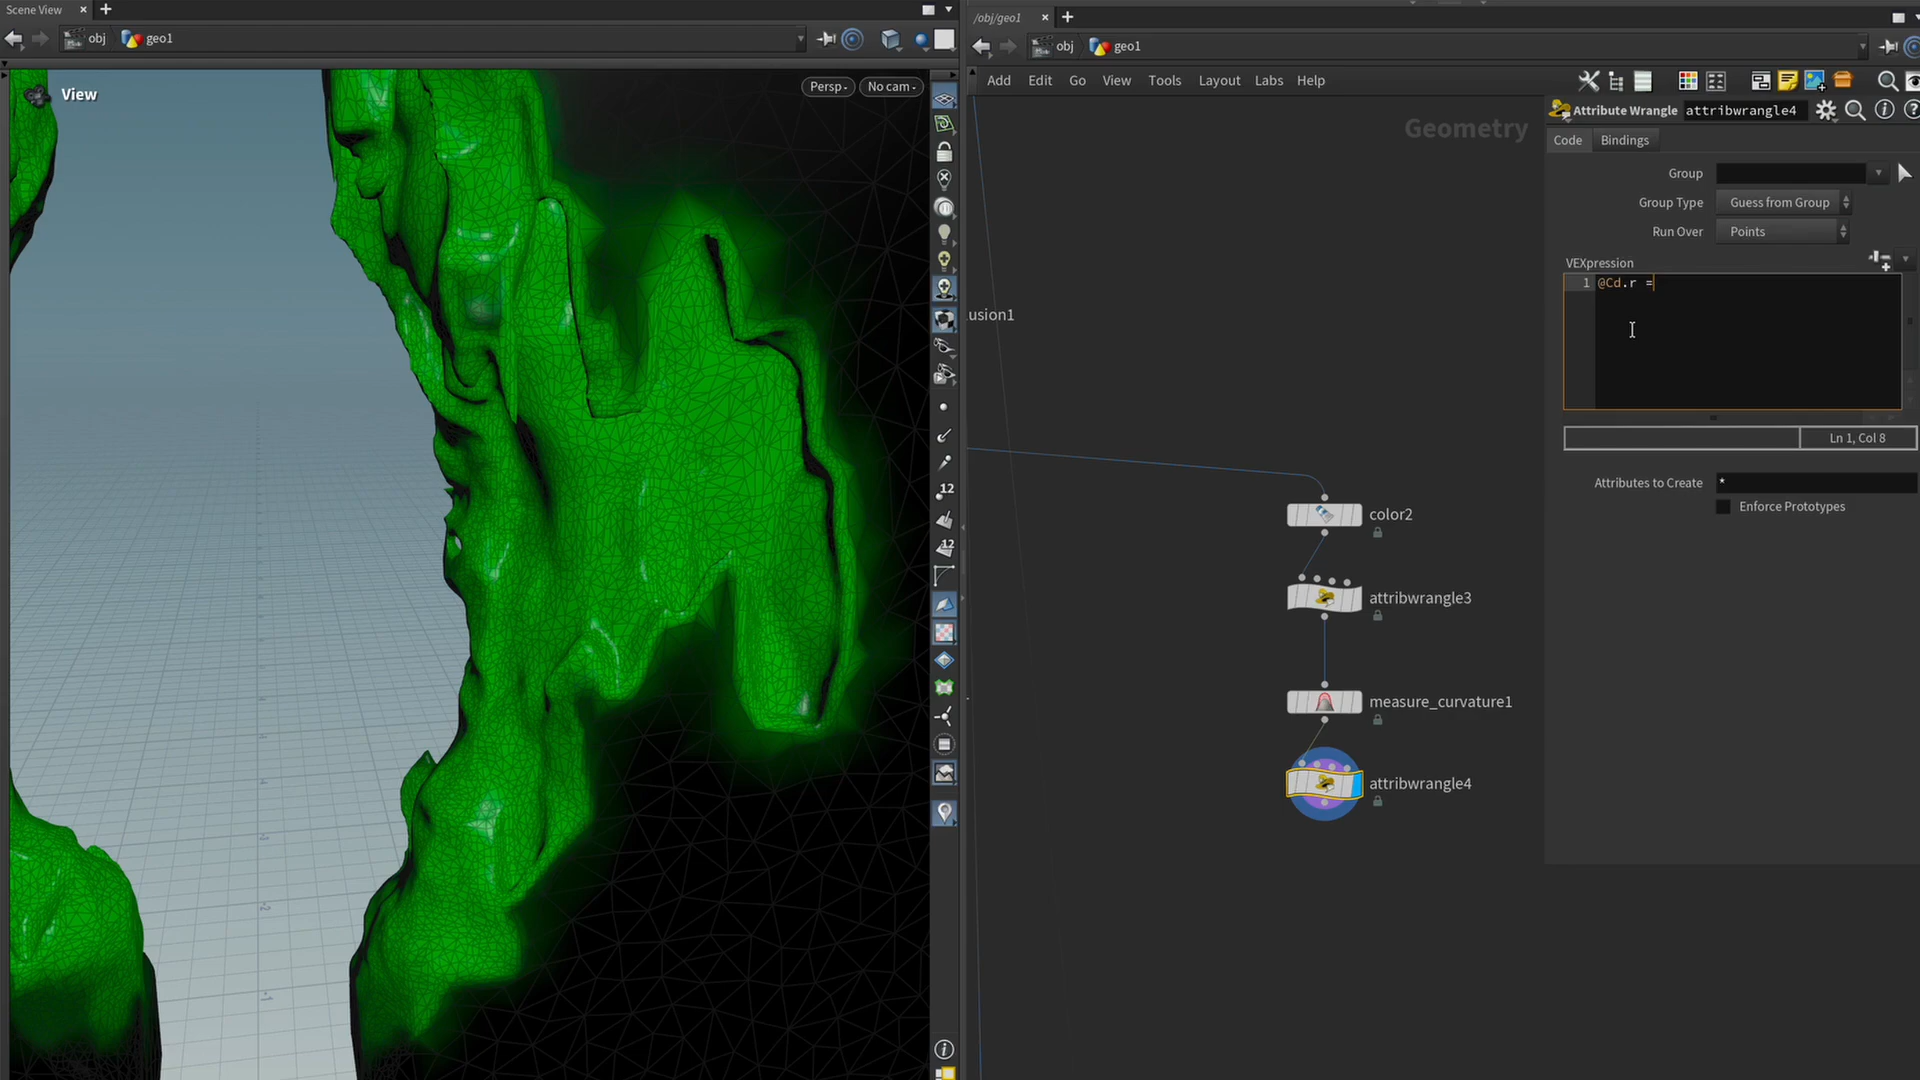 Scene View
obj
geo1
View
Persp
No cam
12
12
/obj/geo1
obj
geo1
Add Edit Go View Tools Layout Labs Help
Geometry
usion1
color2
attribwrangle3
measure_curvature1
attribwrangle4
Attribute Wrangle attribwrangle4
Code Bindings
Group
Group Type Guess from Group
Run Over Points
VEXpression
1 @Cd.r =
Ln 1, Col 8
Attributes to Create *
Enforce Prototypes